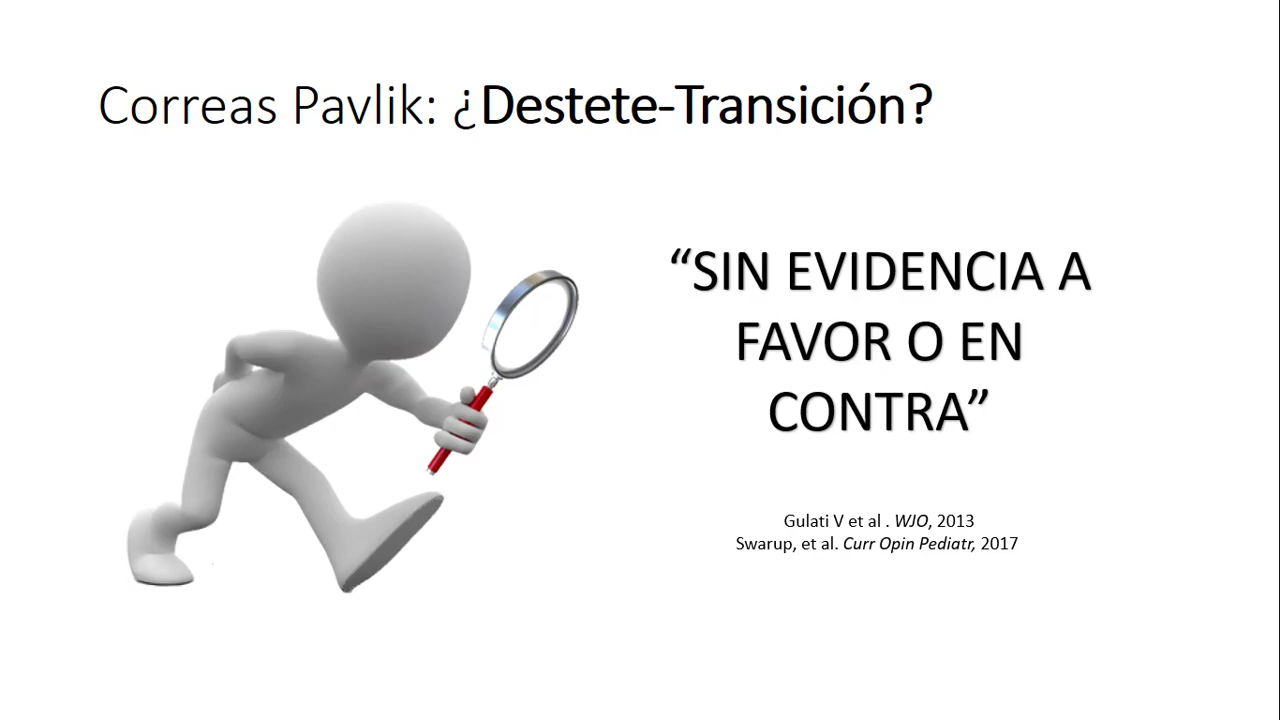 Correas Pavlik: ¿Destete-Transición?
“SIN EVIDENCIA A
FAVOR O EN
CONTRA”
Gulati V et al . WJO, 2013
Swarup, et al. Curr Opin Pediatr, 2017